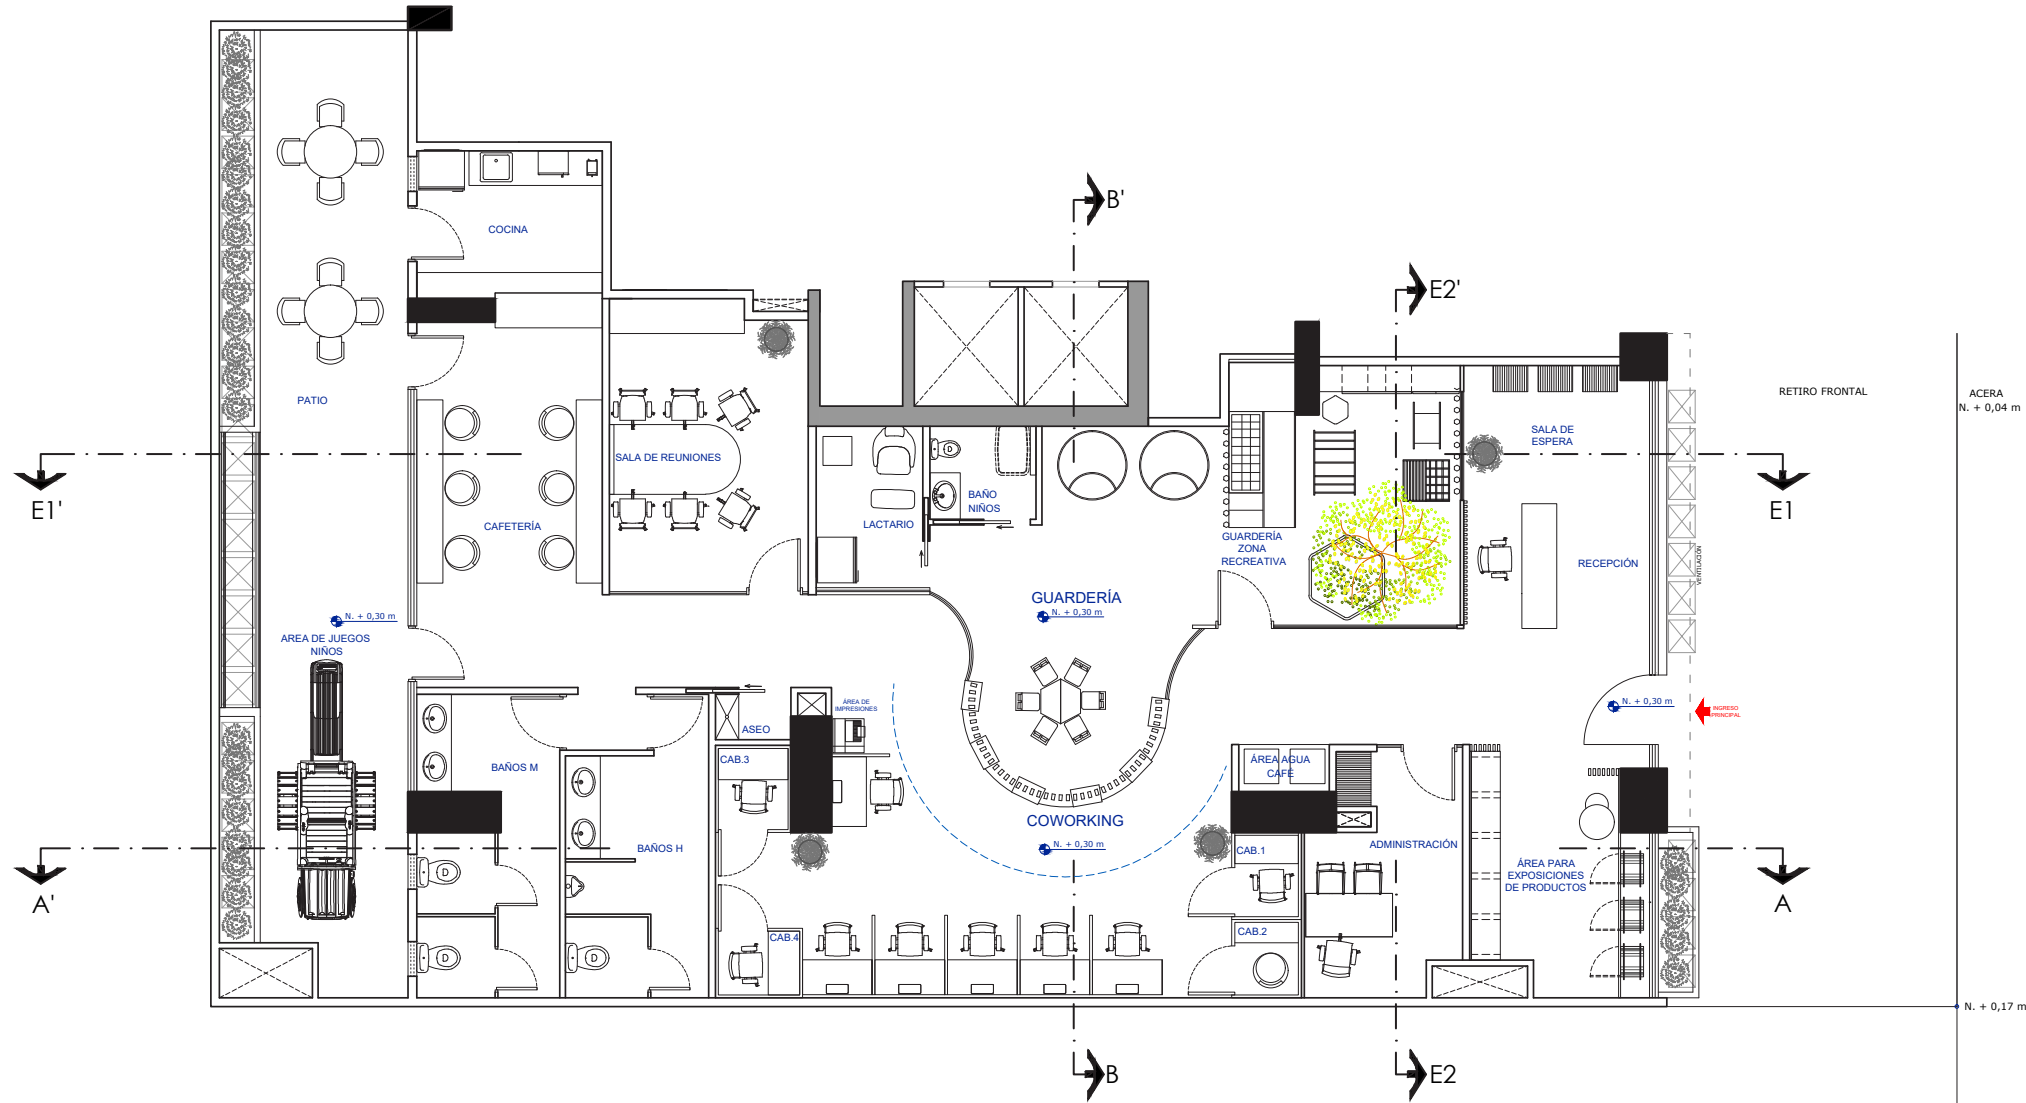 B'
E2'
COCINA
PATIO
RETIRO FRONTAL
ACERA
N. + 0,04 m
SALA DE
ESPERA
SALA DE REUNIONES
E1'
E1
BAÑO
NIÑOS
LACTARIO
CAFETERÍA
GUARDERÍA
ZONA
RECREATIVA
RECEPCIÓN
VENTILACIÓN
GUARDERÍA
N. + 0,30 m
N. + 0,30 m
AREA DE JUEGOS
NIÑOS
ÁREA DE
IMPRESIONES
N. + 0,30 m
INGRESO
PRINCIPAL
ASEO
CAB.3
BAÑOS M
ÁREA AGUA
CAFÉ
COWORKING
N. + 0,30 m
BAÑOS H
CAB.1
ADMINISTRACIÓN
ÁREA PARA
EXPOSICIONES
DE PRODUCTOS
D
D
D
D
A'
A
CAB.4
CAB.2
N. + 0,17 m
B
E2